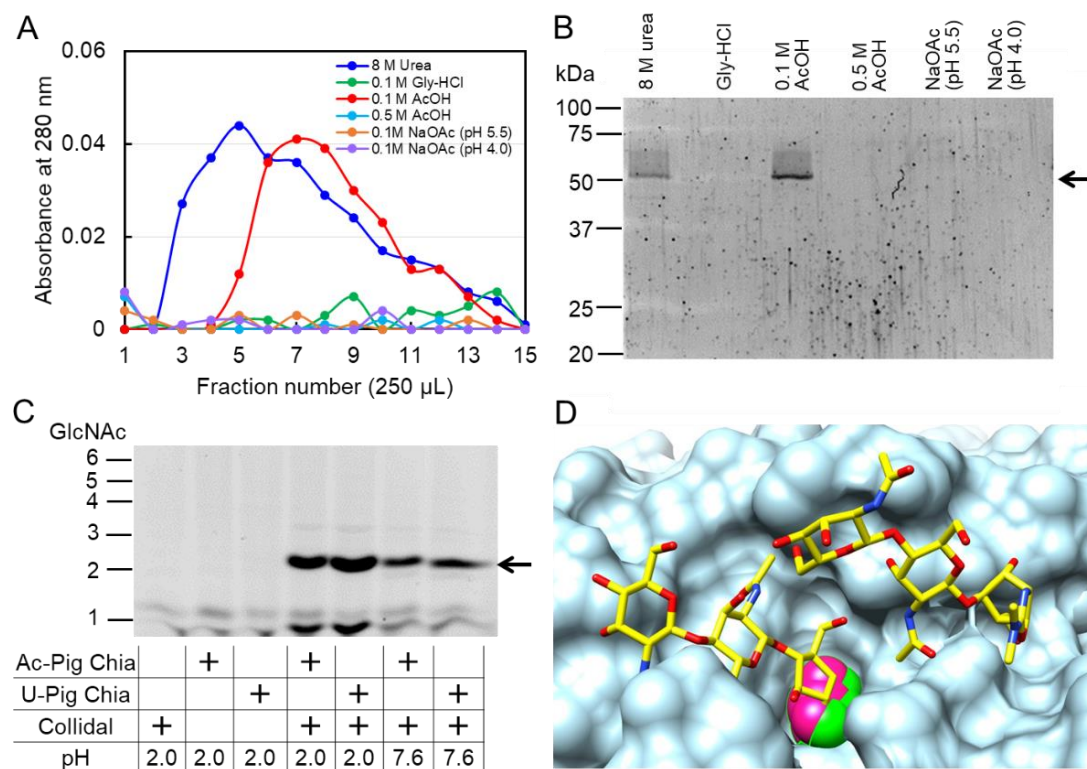 A
0.06
0.04
0.02
0
Absorbance at 280 nm
8 M Urea
0.1 M Gly-HCl
0.1 M AcOH
0.5 M AcOH
0.1M NaOAc (pH 5.5)
0.1M NaOAc (pH 4.0)
1 3 5 7 9 11 13 15
Fraction number (250 µL)
B
kDa
8 M urea
Gly-HCl
0.1 M
AcOH
0.5 M
AcOH
NaOAc
(pH 5.5)
NaOAc
(pH 4.0)
100
75
50
37
25
20
C
GlcNAc
6
5
4
3
2
1
Ac-Pig Chia + + +
U-Pig Chia + + +
Collidal + + + + +
pH 2.0 2.0 2.0 2.0 2.0 7.6 7.6
D